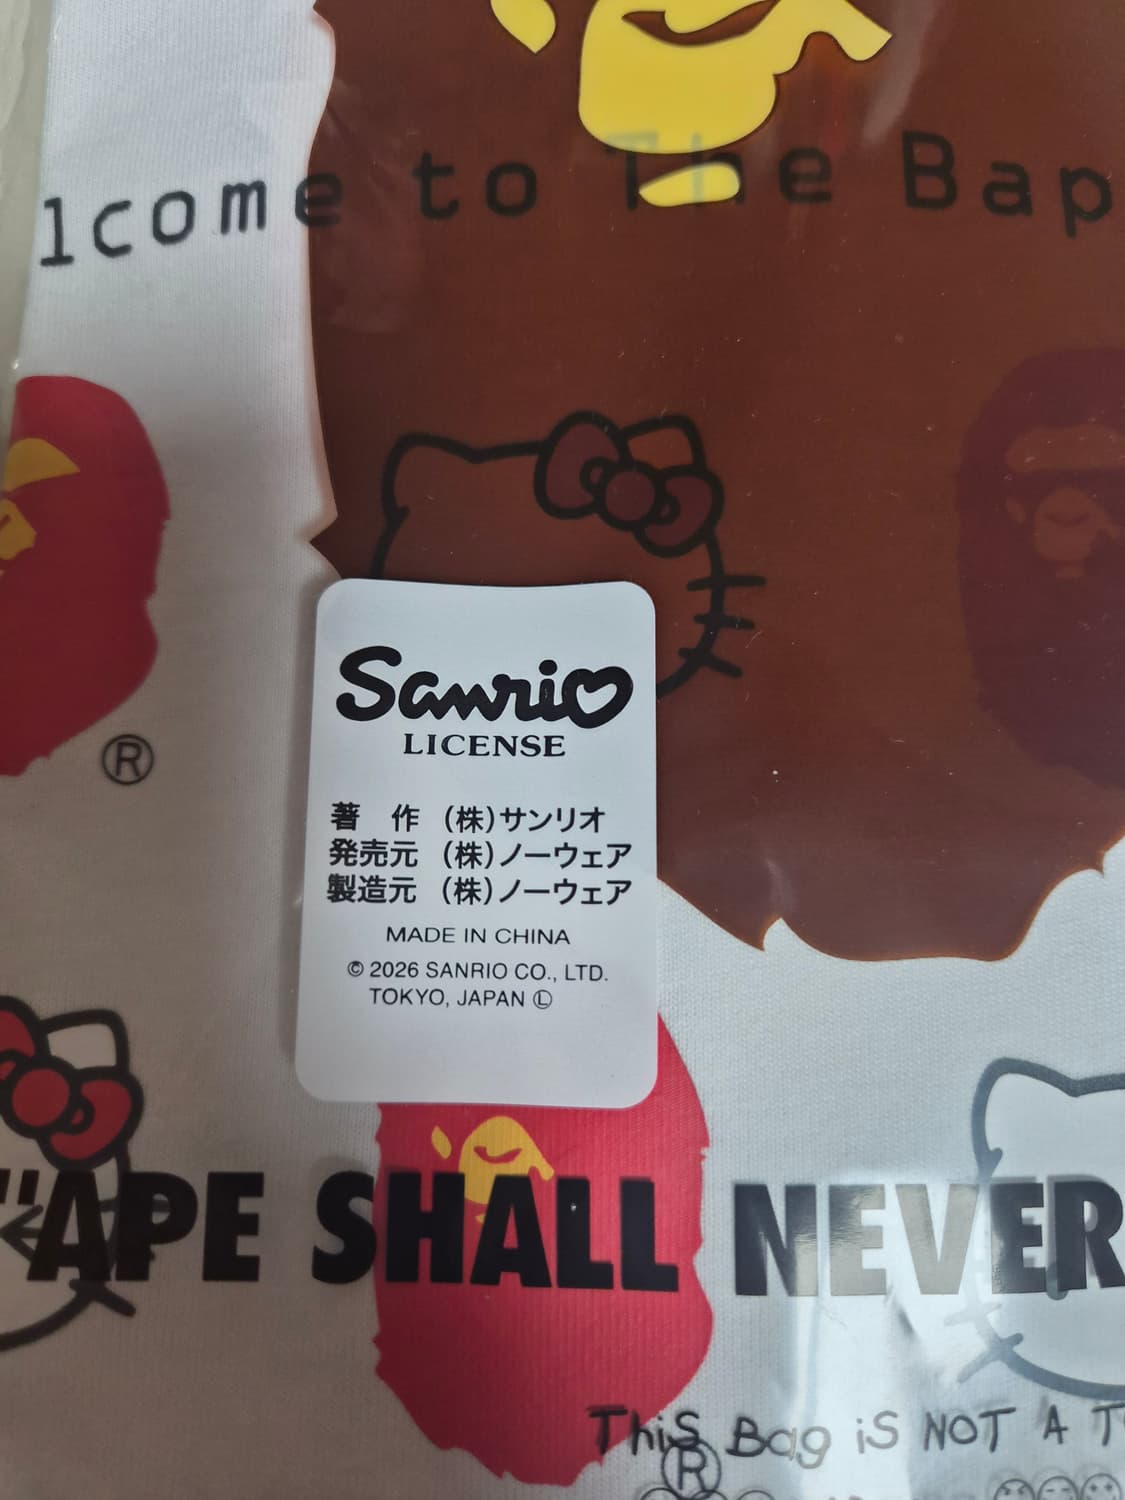 lcome to The Bap
®
Sanrio
LICENSE
著　作　(株)サンリオ
発売元　(株)ノーウェア
製造元　(株)ノーウェア
MADE IN CHINA
© 2026 SANRIO CO., LTD.
TOKYO, JAPAN Ⓛ
"APE SHALL NEVER
ThiS Bag iS NOT A T
®